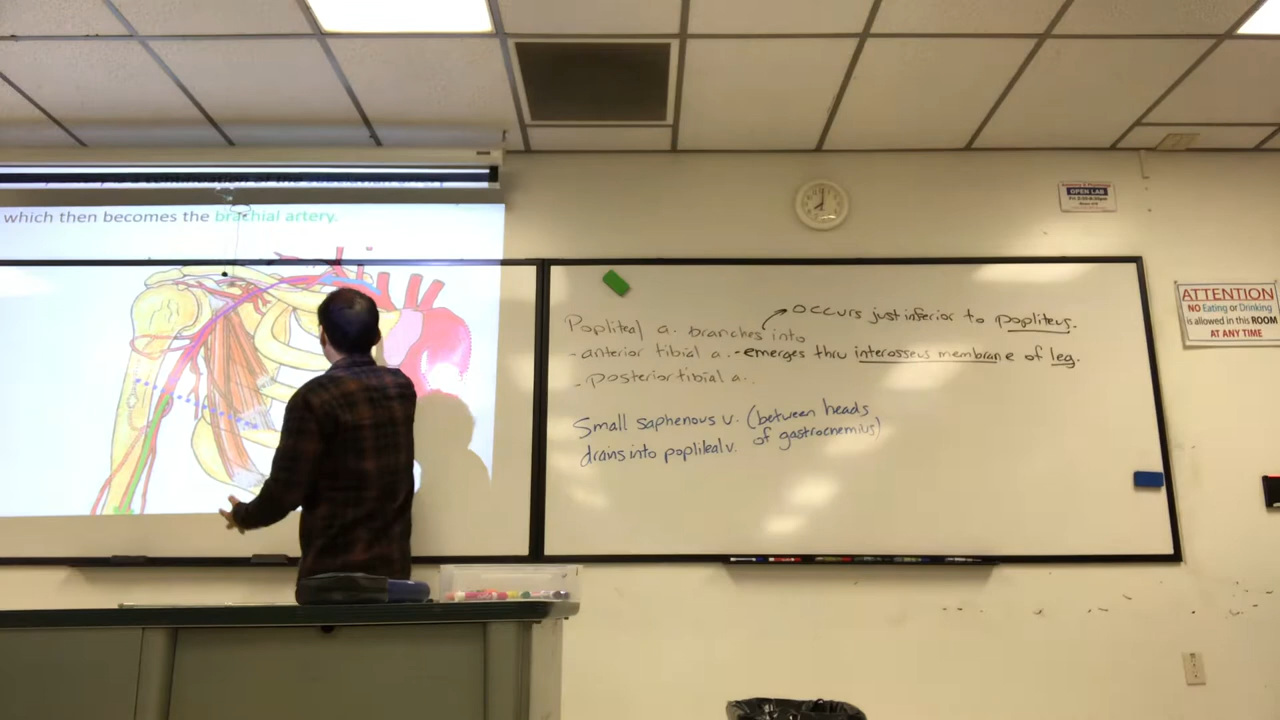 which then becomes the brachial artery.
OPEN LAB
ATTENTION
NO Eating or Drinking
is allowed in this ROOM
AT ANY TIME
occurs just inferior to popliteus.
Popliteal a. branches into
- anterior tibial a. - emerges thru interosseus membrane of leg.
- posterior tibial a.
Small saphenous v. (between heads
of gastrocnemius)
drains into popliteal v.